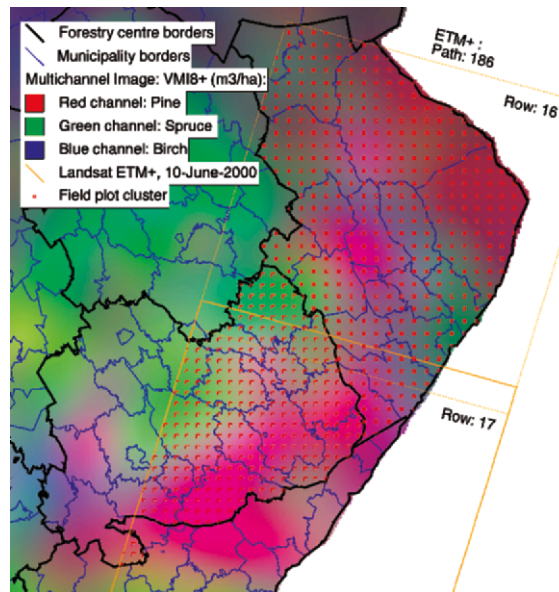 Forestry centre borders
Municipality borders
Multichannel Image: VMI8+ (m3/ha):
Red channel: Pine
Green channel: Spruce
Blue channel: Birch
Landsat ETM+, 10-June-2000
Field plot cluster
ETM+ :
Path: 186
Row: 16
Row: 17